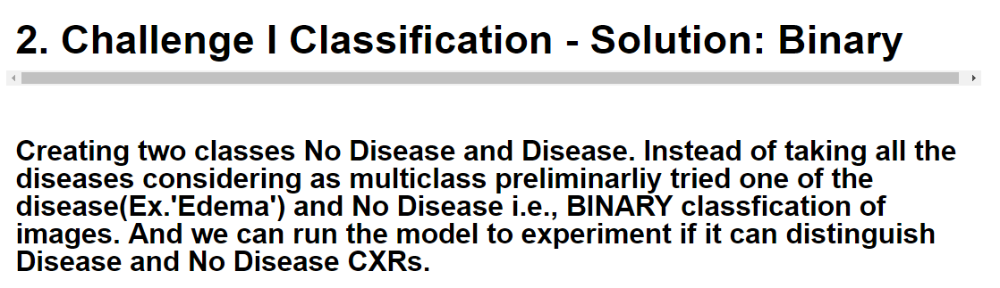 2. Challenge I Classification - Solution: Binary
Creating two classes No Disease and Disease. Instead of taking all the
diseases considering as multiclass preliminarliy tried one of the
disease(Ex.'Edema') and No Disease i.e., BINARY classfication of
images. And we can run the model to experiment if it can distinguish
Disease and No Disease CXRs.